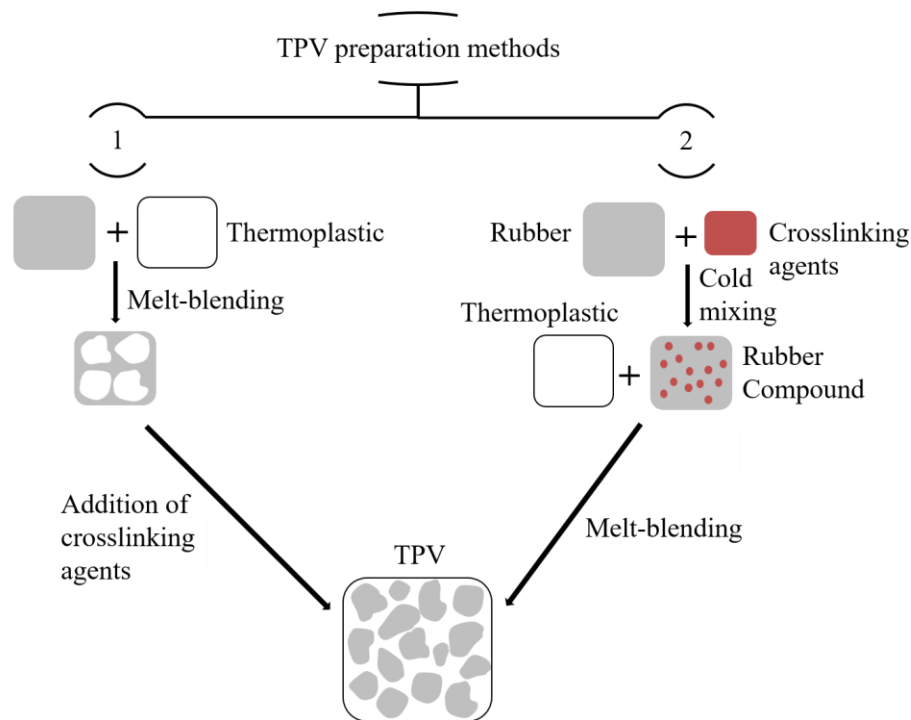 TPV preparation methods
1
2
Thermoplastic
Rubber
Crosslinking
agents
Melt-blending
Cold
mixing
Thermoplastic
Rubber
Compound
Addition of
crosslinking
agents
Melt-blending
TPV